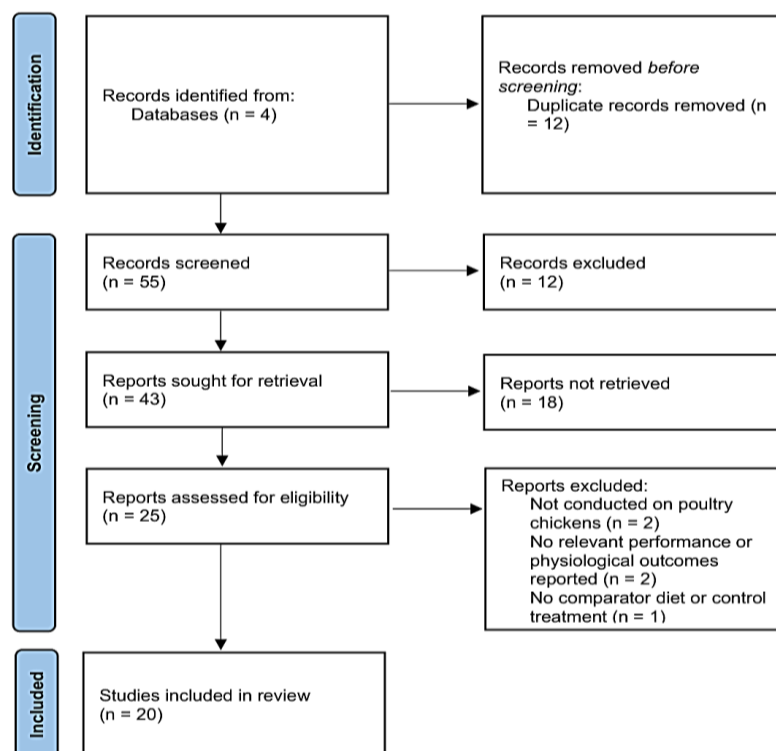 Identification
Records identified from:
Databases (n = 4)
Records removed before
screening:
Duplicate records removed (n
= 12)
Screening
Records screened
(n = 55)
Records excluded
(n = 12)
Reports sought for retrieval
(n = 43)
Reports not retrieved
(n = 18)
Reports assessed for eligibility
(n = 25)
Reports excluded:
Not conducted on poultry
chickens (n = 2)
No relevant performance or
physiological outcomes
reported (n = 2)
No comparator diet or control
treatment (n = 1)
Included
Studies included in review
(n = 20)